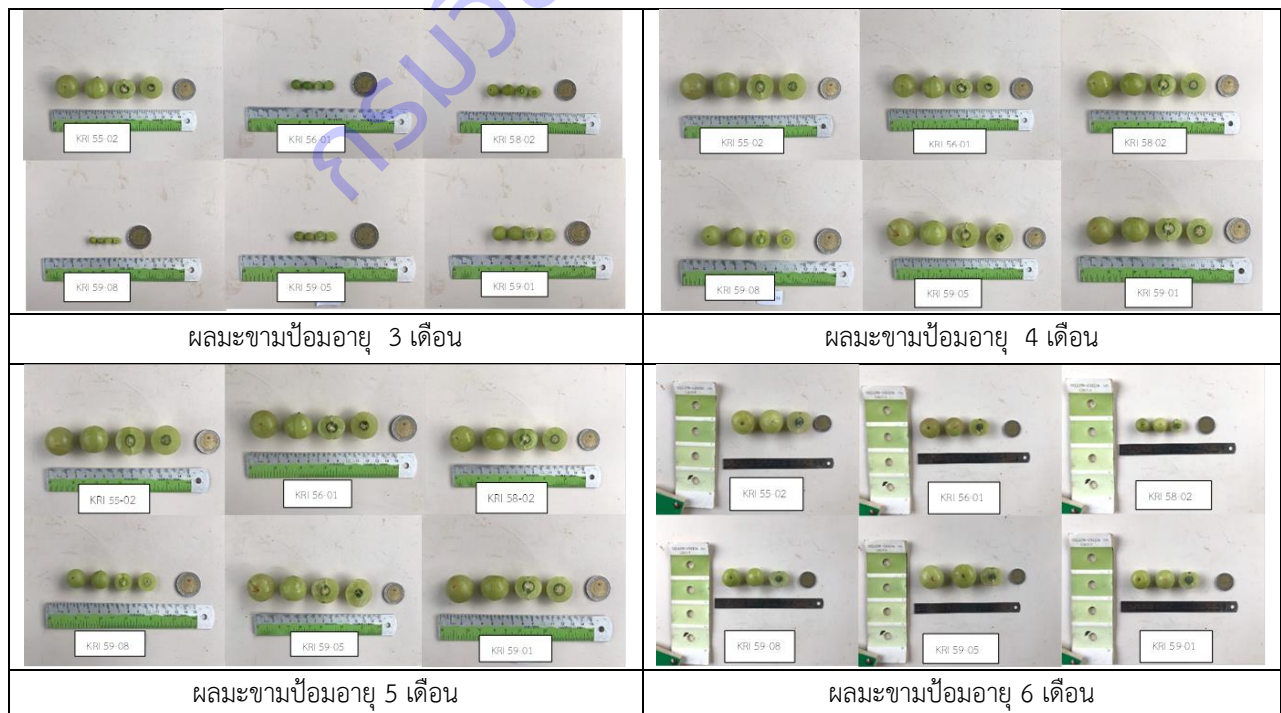 กรมวิ
KRI 55-02
KRI 56-01
KRI 58-02
KRI 59-08
KRI 59-05
KRI 59-01
ผลมะขามป้อมอายุ 3 เดือน
KRI 55-02
KRI 56-01
KRI 58-02
KRI 59-08
KRI 59-05
KRI 59-01
ผลมะขามป้อมอายุ 4 เดือน
KRI 55-02
KRI 56-01
KRI 58-02
KRI 59-08
KRI 59-05
KRI 59-01
ผลมะขามป้อมอายุ 5 เดือน
KRI 55-02
KRI 56-01
KRI 58-02
KRI 59-08
KRI 59-05
KRI 59-01
ผลมะขามป้อมอายุ 6 เดือน